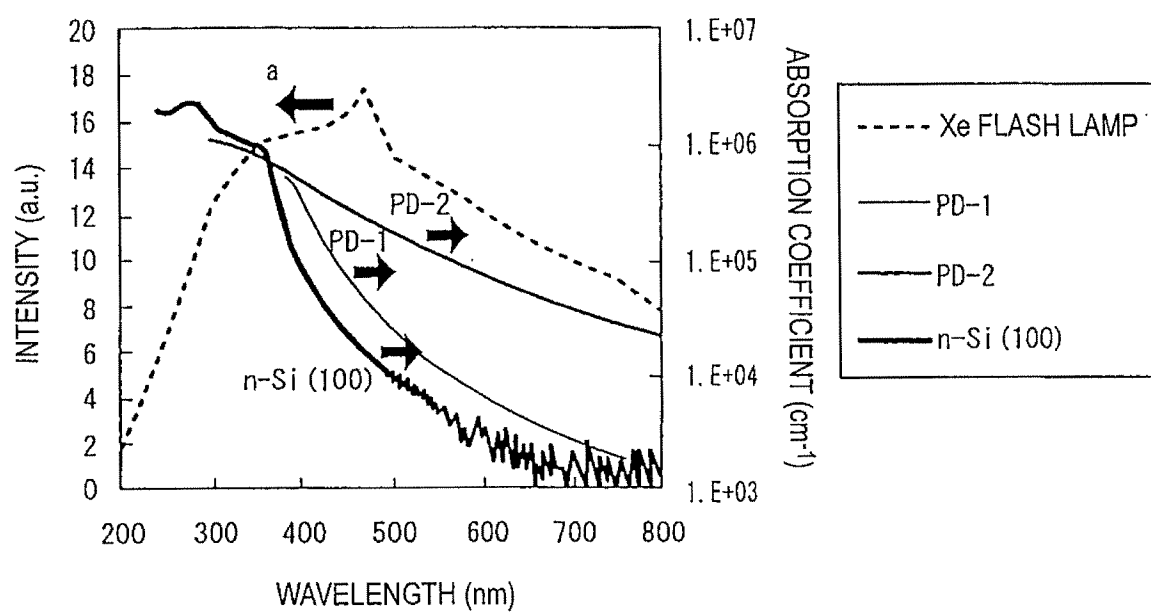 20
18
16
14
12
10
8
6
4
2
0
INTENSITY (a.u.)
200
300
400
500
600
700
800
WAVELENGTH (nm)
1.E+07
1.E+06
1.E+05
1.E+04
1.E+03
ABSORPTION COEFFICIENT (cm⁻¹)
a
PD-2
PD-1
n-Si (100)
Xe FLASH LAMP
PD-1
PD-2
n-Si (100)